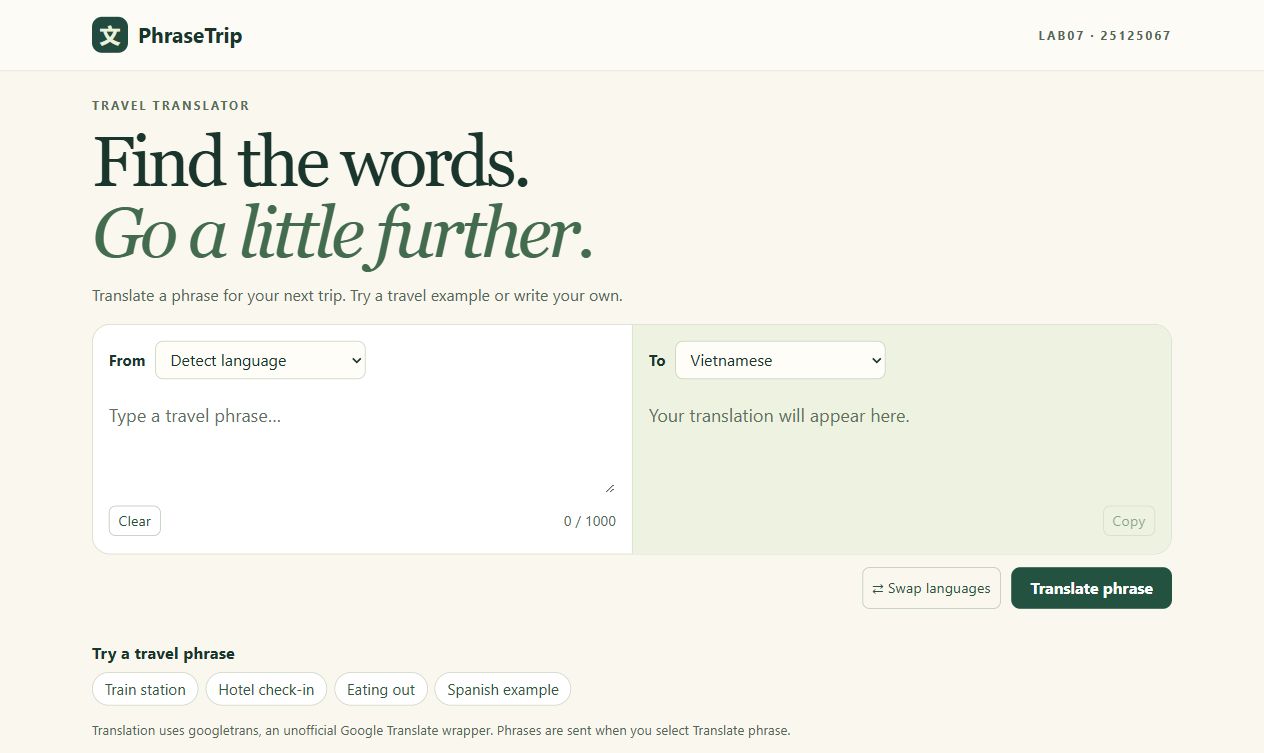 文 PhraseTrip
LAB07 · 25125067
TRAVEL TRANSLATOR
Find the words.
Go a little further.
Translate a phrase for your next trip. Try a travel example or write your own.
From Detect language
To Vietnamese
Type a travel phrase...
Your translation will appear here.
Clear
0 / 1000
Copy
⇄ Swap languages
Translate phrase
Try a travel phrase
Train station
Hotel check-in
Eating out
Spanish example
Translation uses googletrans, an unofficial Google Translate wrapper. Phrases are sent when you select Translate phrase.